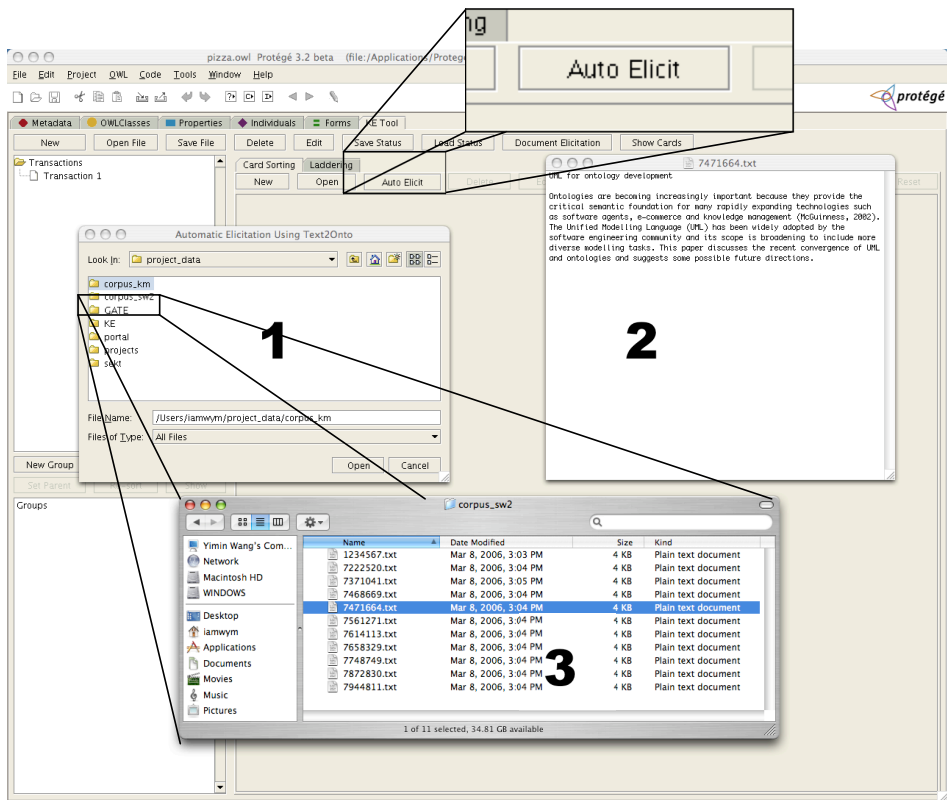 ng
Auto Elicit
pizza.owl Protégé 3.2 beta (file:/Applications/Proteg
File Edit Project OWL Code Tools Window Help
protégé
Metadata OWLClasses Properties Individuals Forms KE Tool
New Open File Save File Delete Edit Save Status Load Status Document Elicitation Show Cards
Transactions
Transaction 1
Card Sorting Laddering
New Open Auto Elicit Delete Reset
7471664.txt
UML for ontology development
Ontologies are becoming increasingly important because they provide the
critical semantic foundation for many rapidly expanding technologies such
as software agents, e-commerce and knowledge management (McGuinness, 2002).
The Unified Modelling Language (UML) has been widely adopted by the
software engineering community and its scope is broadening to include more
diverse modelling tasks. This paper discusses the recent convergence of UML
and ontologies and suggests some possible future directions.
2
Automatic Elicitation Using Text2Onto
Look In: project_data
corpus_km
corpus_sw2
GATE
KE
portal
projects
sekt
1
File Name: /Users/iamwym/project_data/corpus_km
Files of Type: All Files
Open Cancel
New Group
Set Parent Show
Groups
corpus_sw2
Name Date Modified Size Kind
1234567.txt Mar 8, 2006, 3:03 PM 4 KB Plain text document
7222520.txt Mar 8, 2006, 3:04 PM 4 KB Plain text document
7371041.txt Mar 8, 2006, 3:05 PM 4 KB Plain text document
7468669.txt Mar 8, 2006, 3:04 PM 4 KB Plain text document
7471664.txt Mar 8, 2006, 3:04 PM 4 KB Plain text document
7561271.txt Mar 8, 2006, 3:04 PM 4 KB Plain text document
7614113.txt Mar 8, 2006, 3:04 PM 4 KB Plain text document
7658329.txt Mar 8, 2006, 3:04 PM 4 KB Plain text document
7748749.txt Mar 8, 2006, 3:04 PM 4 KB Plain text document
7872830.txt Mar 8, 2006, 3:04 PM 4 KB Plain text document
7944811.txt Mar 8, 2006, 3:04 PM 4 KB Plain text document
3
Yimin Wang's Com...
Network
Macintosh HD
WINDOWS
Desktop
iamwym
Applications
Documents
Movies
Music
Pictures
1 of 11 selected, 34.81 GB available